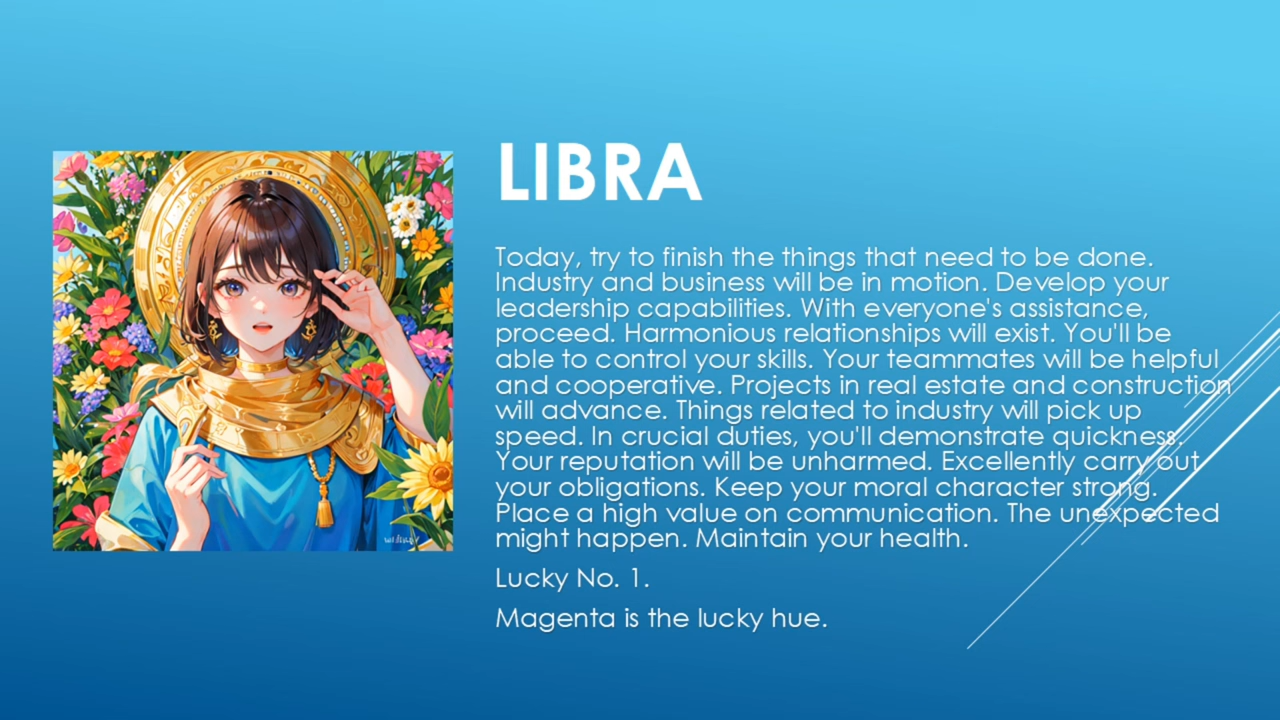 LIBRA
Today, try to finish the things that need to be done.
Industry and business will be in motion. Develop your
leadership capabilities. With everyone's assistance,
proceed. Harmonious relationships will exist. You'll be
able to control your skills. Your teammates will be helpful
and cooperative. Projects in real estate and construction
will advance. Things related to industry will pick up
speed. In crucial duties, you'll demonstrate quickness.
Your reputation will be unharmed. Excellently carry out
your obligations. Keep your moral character strong.
Place a high value on communication. The unexpected
might happen. Maintain your health.
Lucky No. 1.
Magenta is the lucky hue.